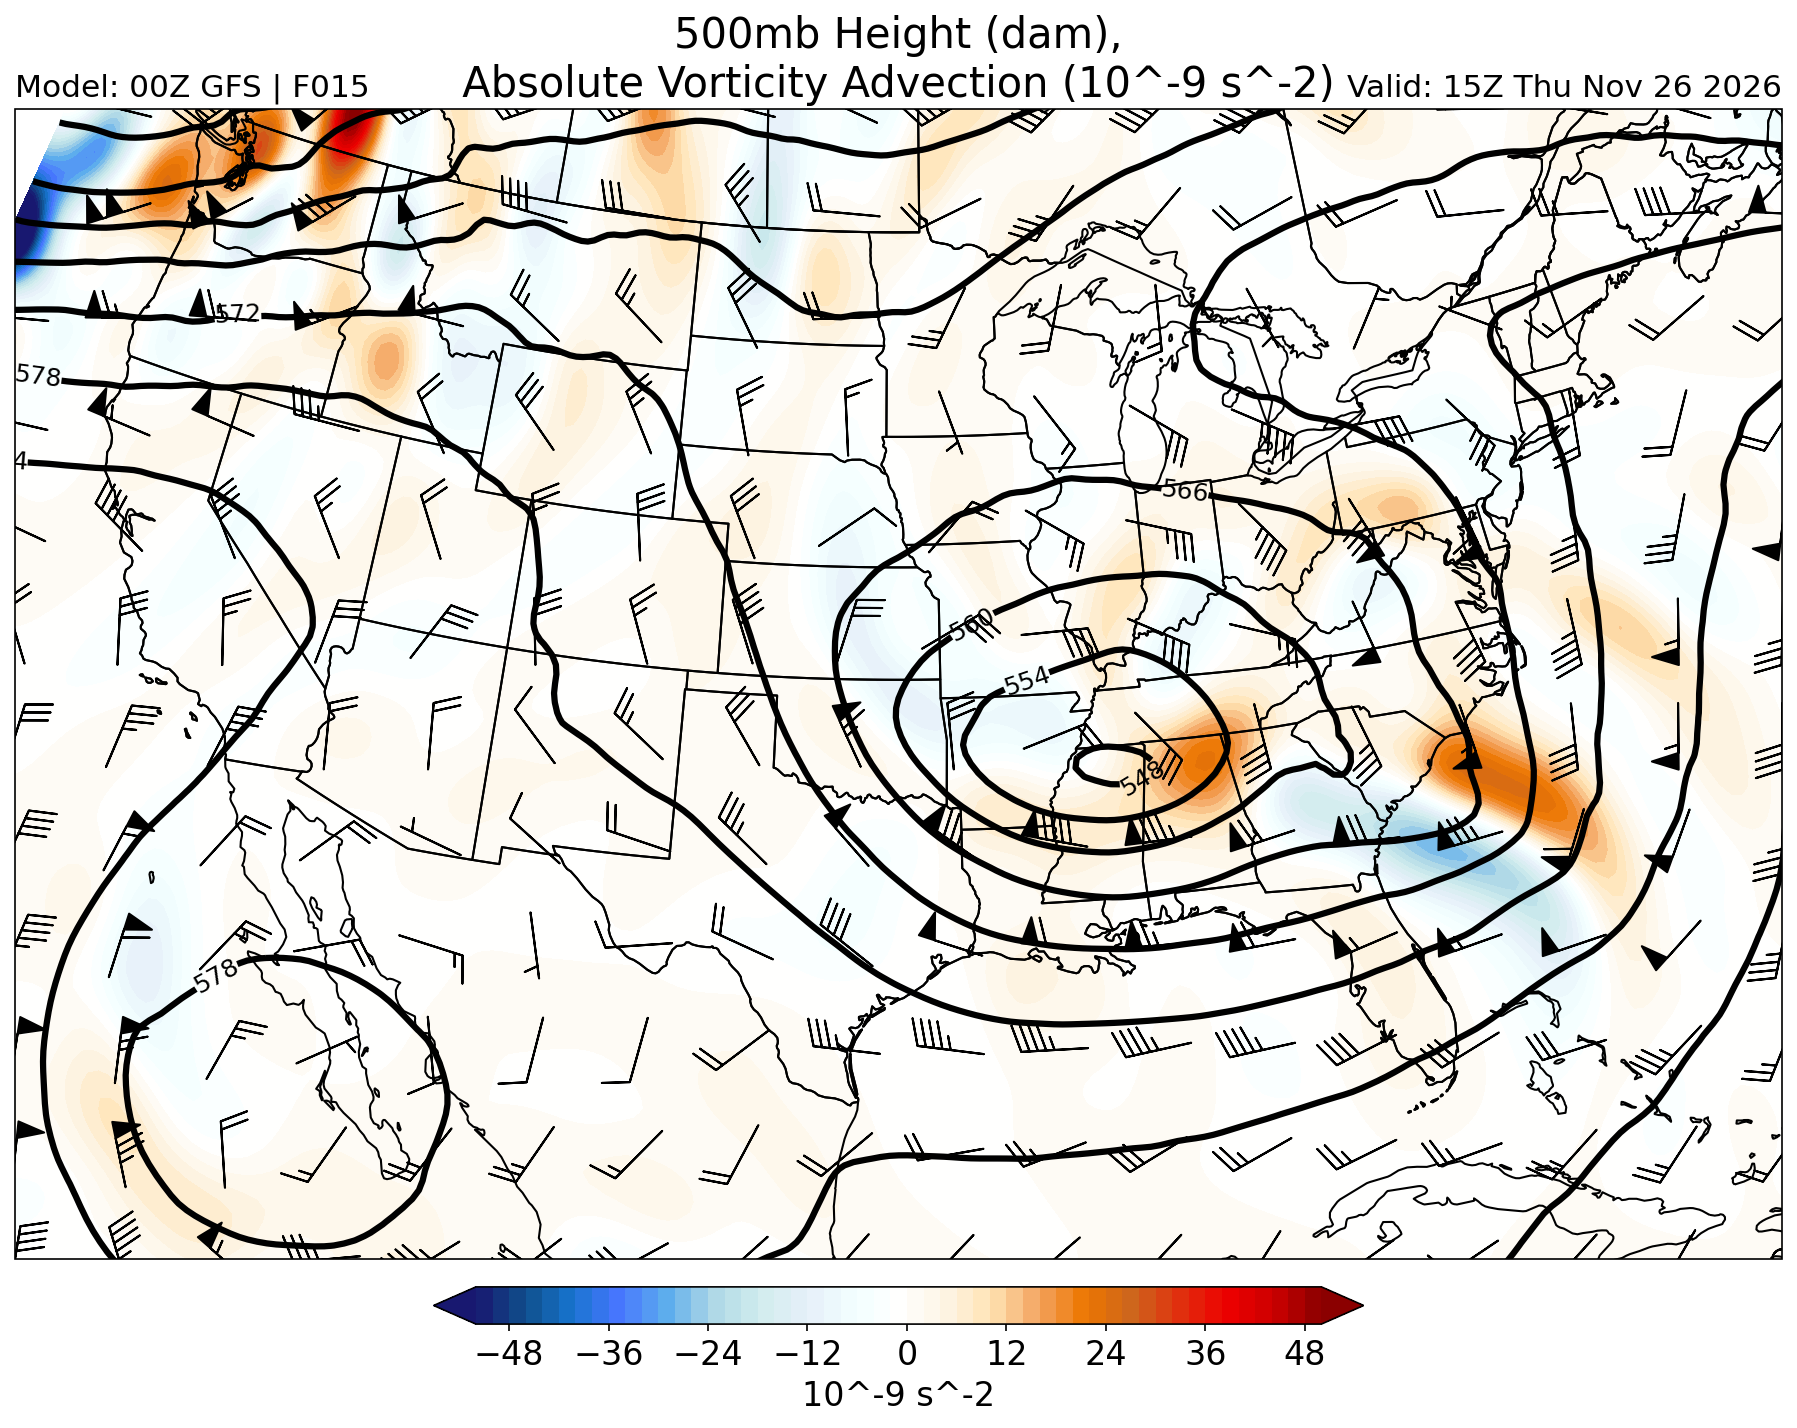 500mb Height (dam),
Model: 00Z GFS | F015 Absolute Vorticity Advection (10^-9 s^-2) Valid: 15Z Thu Nov 26 2026
572
578
4
566
560
554
548
578
−48 −36 −24 −12 0 12 24 36 48
10^-9 s^-2